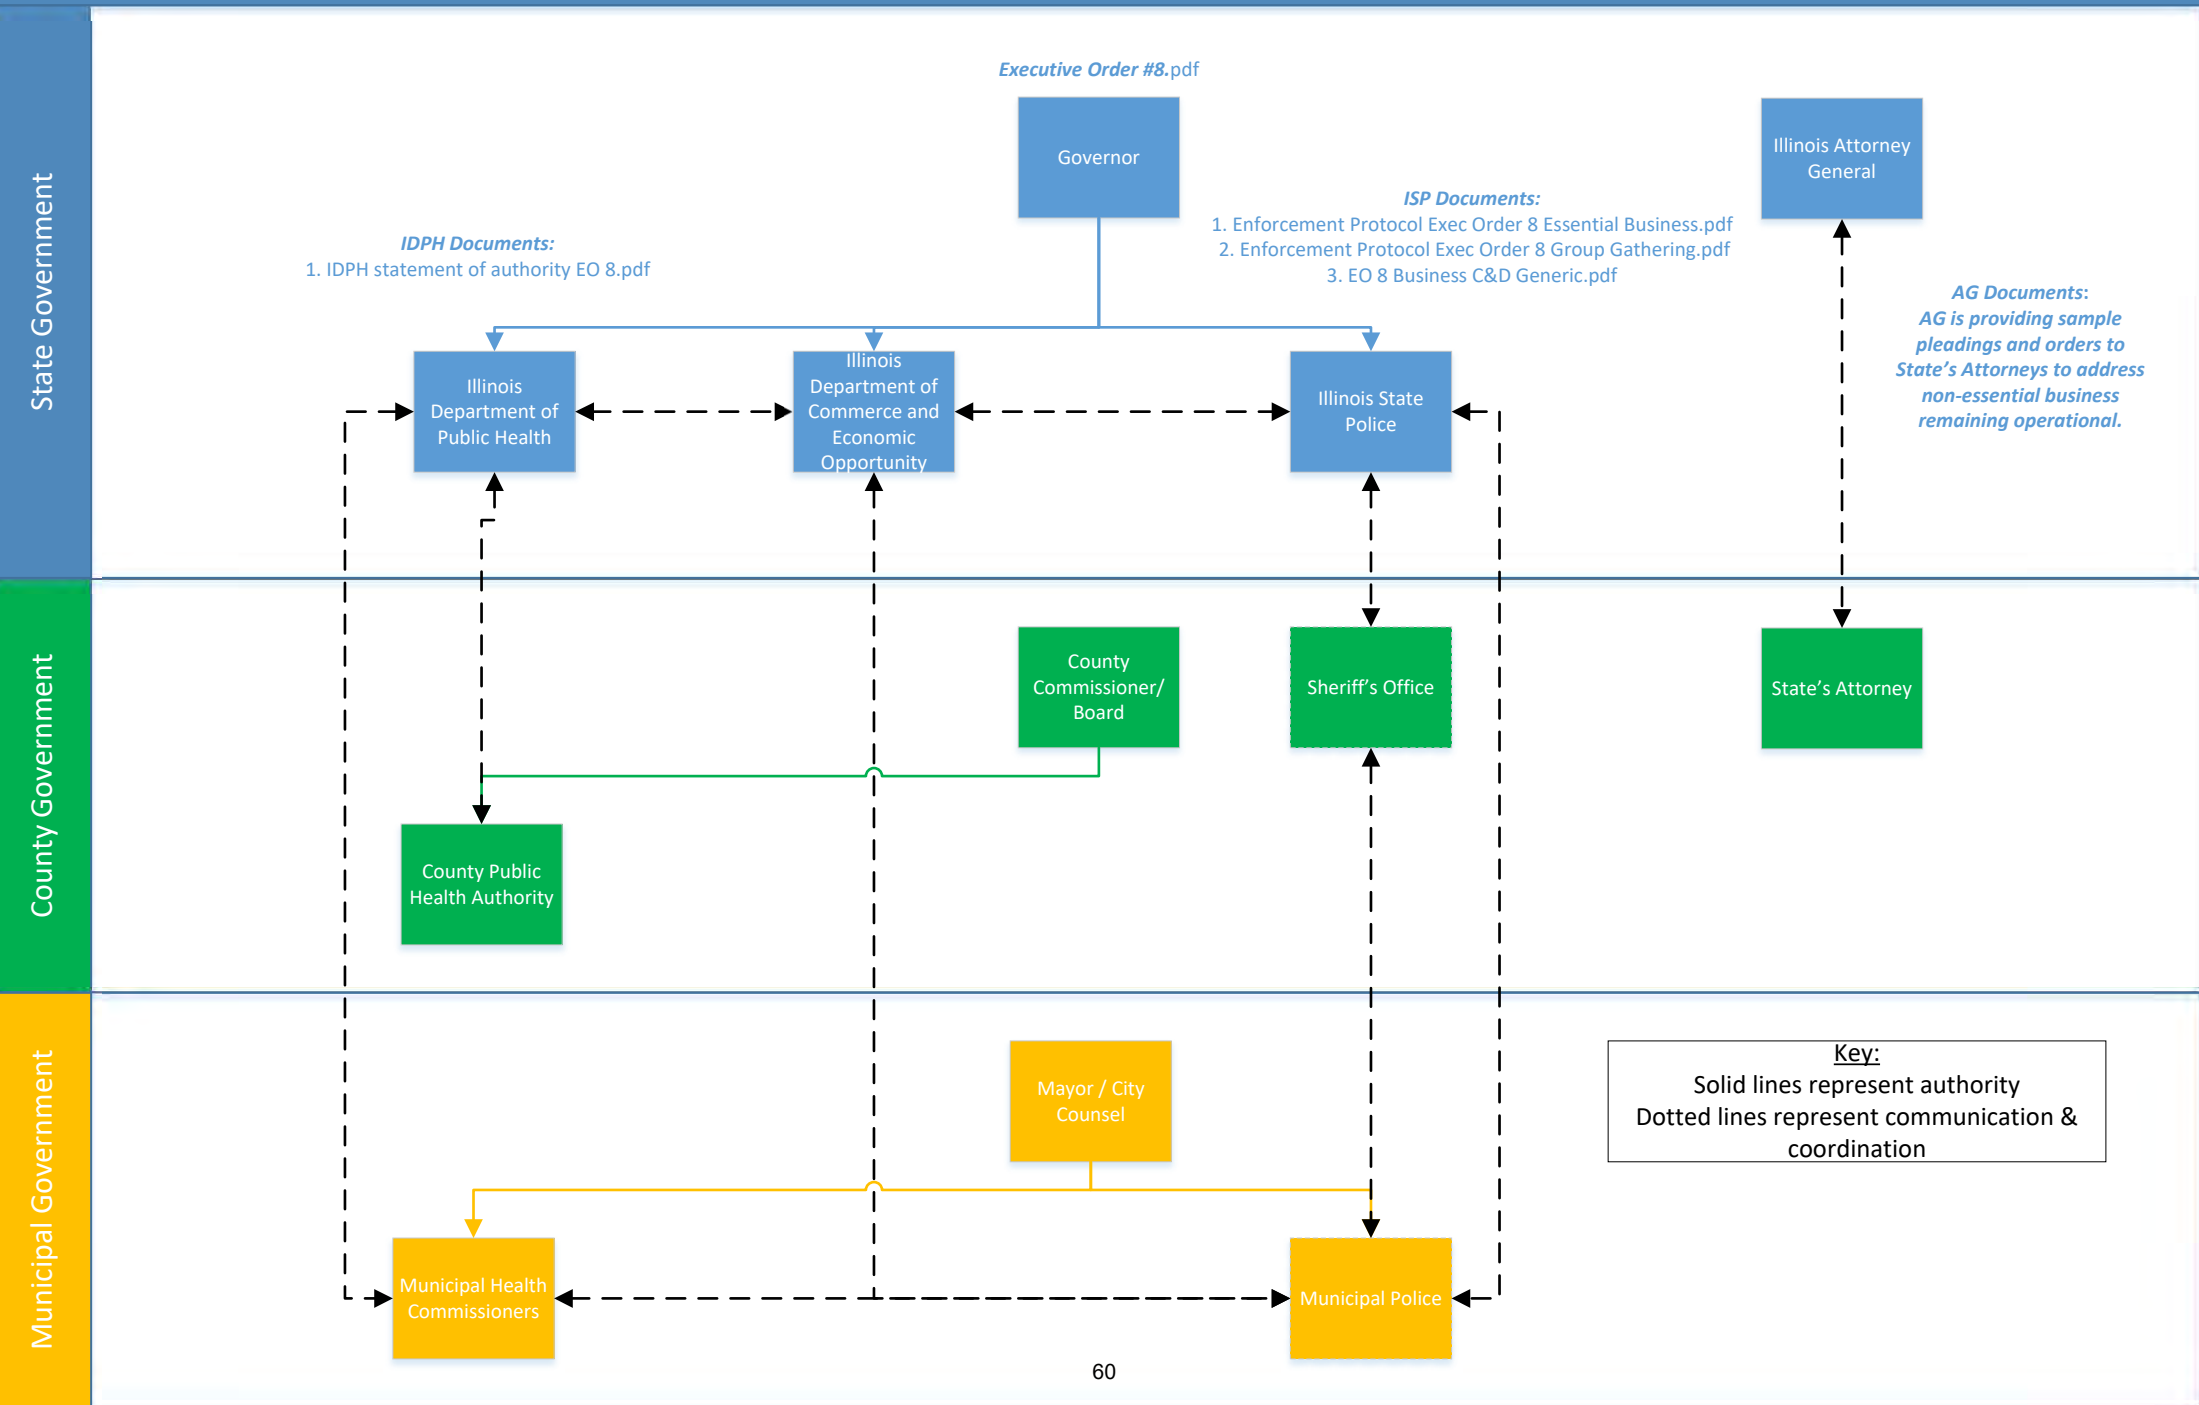 State Government
Executive Order #8.pdf
Governor
Illinois Attorney
General
IDPH Documents:
1. IDPH statement of authority EO 8.pdf
ISP Documents:
1. Enforcement Protocol Exec Order 8 Essential Business.pdf
2. Enforcement Protocol Exec Order 8 Group Gathering.pdf
3. EO 8 Business C&D Generic.pdf
AG Documents:
AG is providing sample
pleadings and orders to
State's Attorneys to address
non-essential business
remaining operational.
Illinois
Department of
Public Health
Illinois
Department of
Commerce and
Economic
Opportunity
Illinois State
Police
County Government
County
Commissioner/
Board
Sheriff's Office
State's Attorney
County Public
Health Authority
Municipal Government
Mayor / City
Counsel
Key:
Solid lines represent authority
Dotted lines represent communication &
coordination
Municipal Health
Commissioners
Municipal Police
60